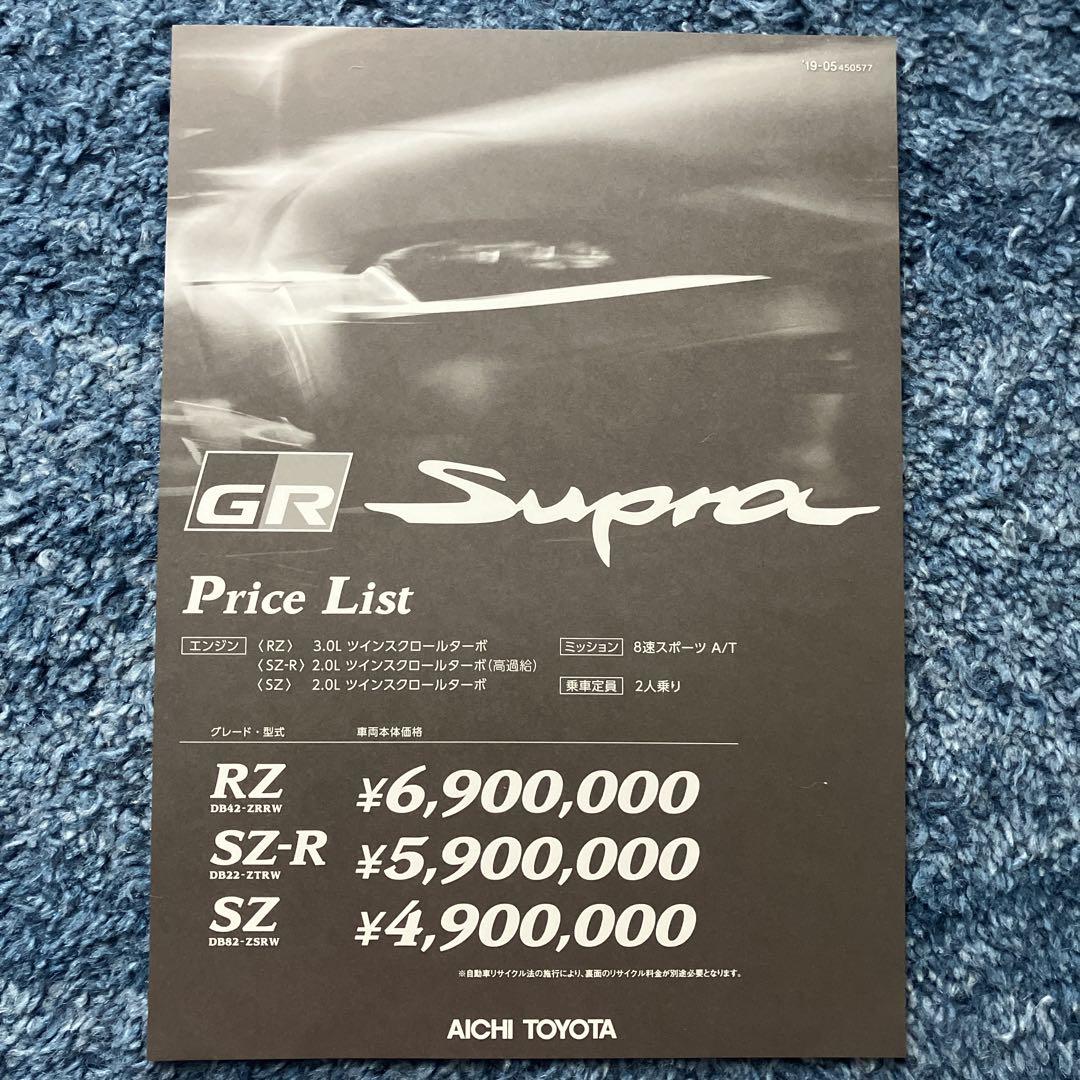 '19-05 450577
GR Supra
Price List
エンジン 〈RZ〉 3.0L ツインスクロールターボ
〈SZ-R〉 2.0L ツインスクロールターボ(高過給)
〈SZ〉 2.0L ツインスクロールターボ
ミッション 8速スポーツ A/T
乗車定員 2人乗り
グレード・型式 車両本体価格
RZ ¥6,900,000
DB42-ZRRW
SZ-R ¥5,900,000
DB22-ZTRW
SZ ¥4,900,000
DB82-ZSRW
※自動車リサイクル法の施行により、裏面のリサイクル料金が別途必要となります。
AICHI TOYOTA